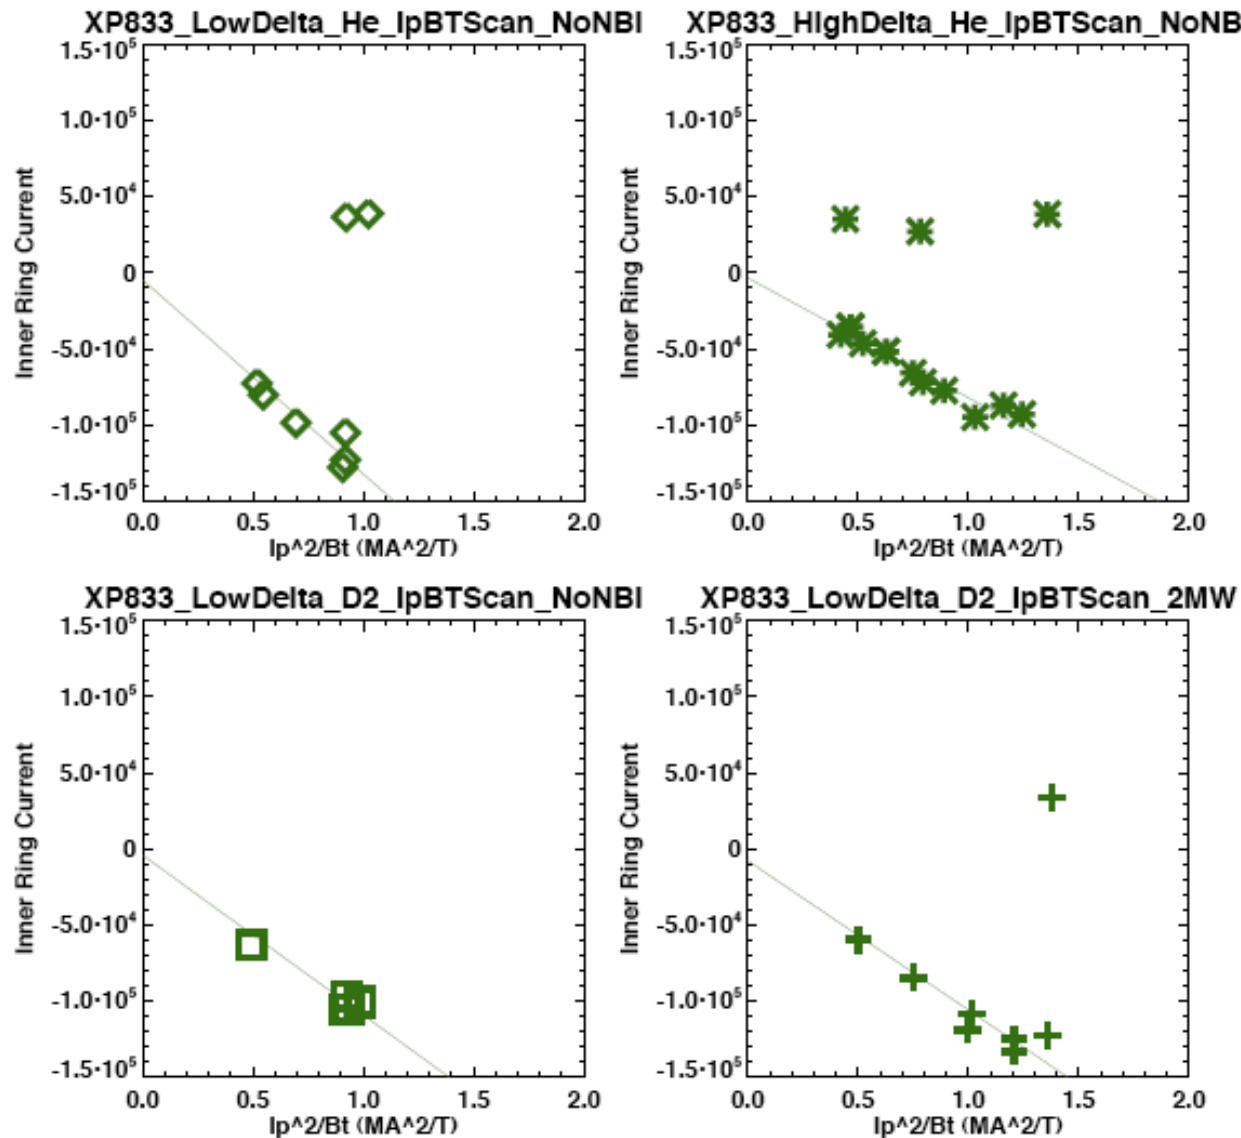 XP833_LowDelta_He_IpBTScan_NoNBI
1.5·10^5
1.0·10^5
5.0·10^4
0
-5.0·10^4
-1.0·10^5
-1.5·10^5
Inner Ring Current
0.0 0.5 1.0 1.5 2.0
Ip^2/Bt (MA^2/T)
XP833_HighDelta_He_IpBTScan_NoNB
1.5·10^5
1.0·10^5
5.0·10^4
0
-5.0·10^4
-1.0·10^5
-1.5·10^5
Inner Ring Current
0.0 0.5 1.0 1.5 2.0
Ip^2/Bt (MA^2/T)
XP833_LowDelta_D2_IpBTScan_NoNBI
1.5·10^5
1.0·10^5
5.0·10^4
0
-5.0·10^4
-1.0·10^5
-1.5·10^5
Inner Ring Current
0.0 0.5 1.0 1.5 2.0
Ip^2/Bt (MA^2/T)
XP833_LowDelta_D2_IpBTScan_2MW
1.5·10^5
1.0·10^5
5.0·10^4
0
-5.0·10^4
-1.0·10^5
-1.5·10^5
Inner Ring Current
0.0 0.5 1.0 1.5 2.0
Ip^2/Bt (MA^2/T)